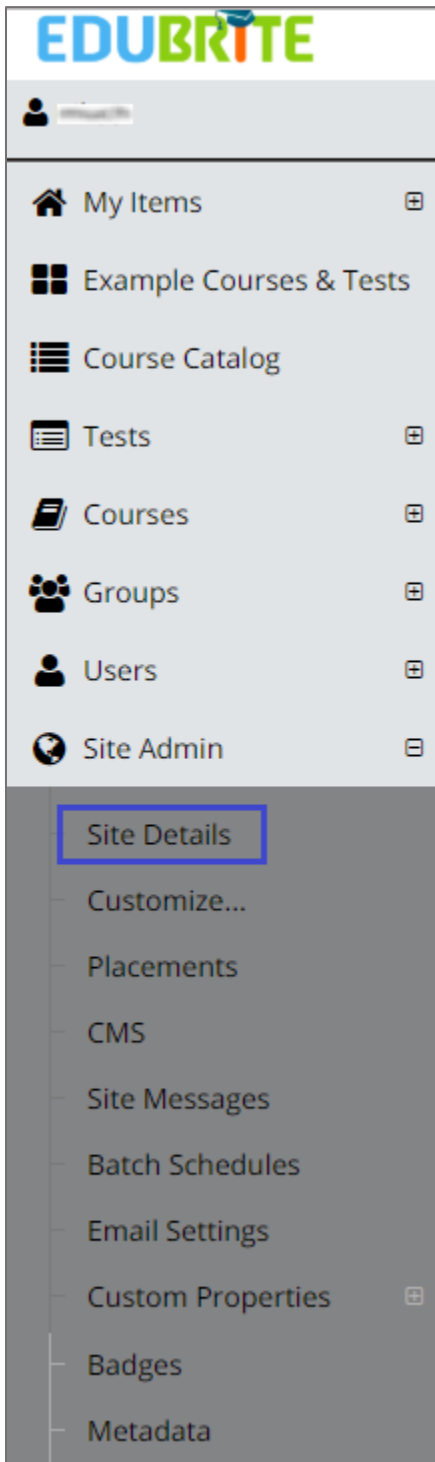 EDUBRITE
My Items
Example Courses & Tests
Course Catalog
Tests
Courses
Groups
Users
Site Admin
Site Details
Customize...
Placements
CMS
Site Messages
Batch Schedules
Email Settings
Custom Properties
Badges
Metadata